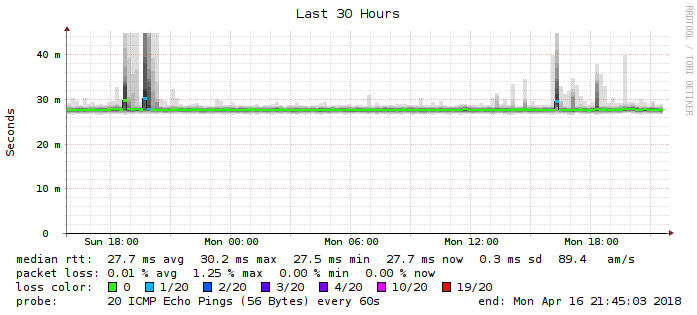 Last 30 Hours
RRDTOOL / TOBI OETIKER
Seconds
40 m
30 m
20 m
10 m
0
Sun 18:00 Mon 00:00 Mon 06:00 Mon 12:00 Mon 18:00
median rtt: 27.7 ms avg 30.2 ms max 27.5 ms min 27.7 ms now 0.3 ms sd 89.4 am/s
packet loss: 0.01 % avg 1.25 % max 0.00 % min 0.00 % now
loss color: 0 1/20 2/20 3/20 4/20 10/20 19/20
probe: 20 ICMP Echo Pings (56 Bytes) every 60s end: Mon Apr 16 21:45:03 2018